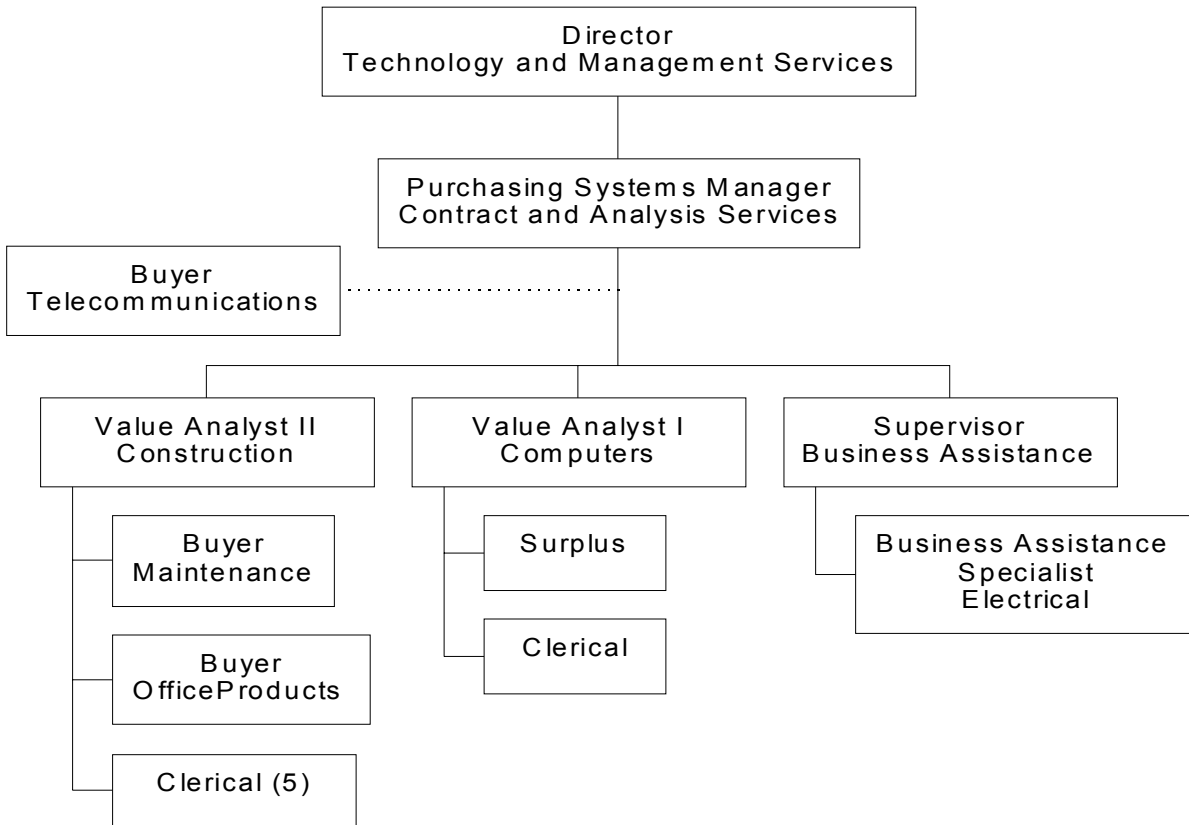 Director
Technology and Management Services
Purchasing Systems Manager
Contract and Analysis Services
Buyer
Telecommunications
Value Analyst II
Construction
Value Analyst I
Computers
Supervisor
Business Assistance
Buyer
Maintenance
Surplus
Business Assistance
Specialist
Electrical
Buyer
OfficeProducts
Clerical
Clerical (5)